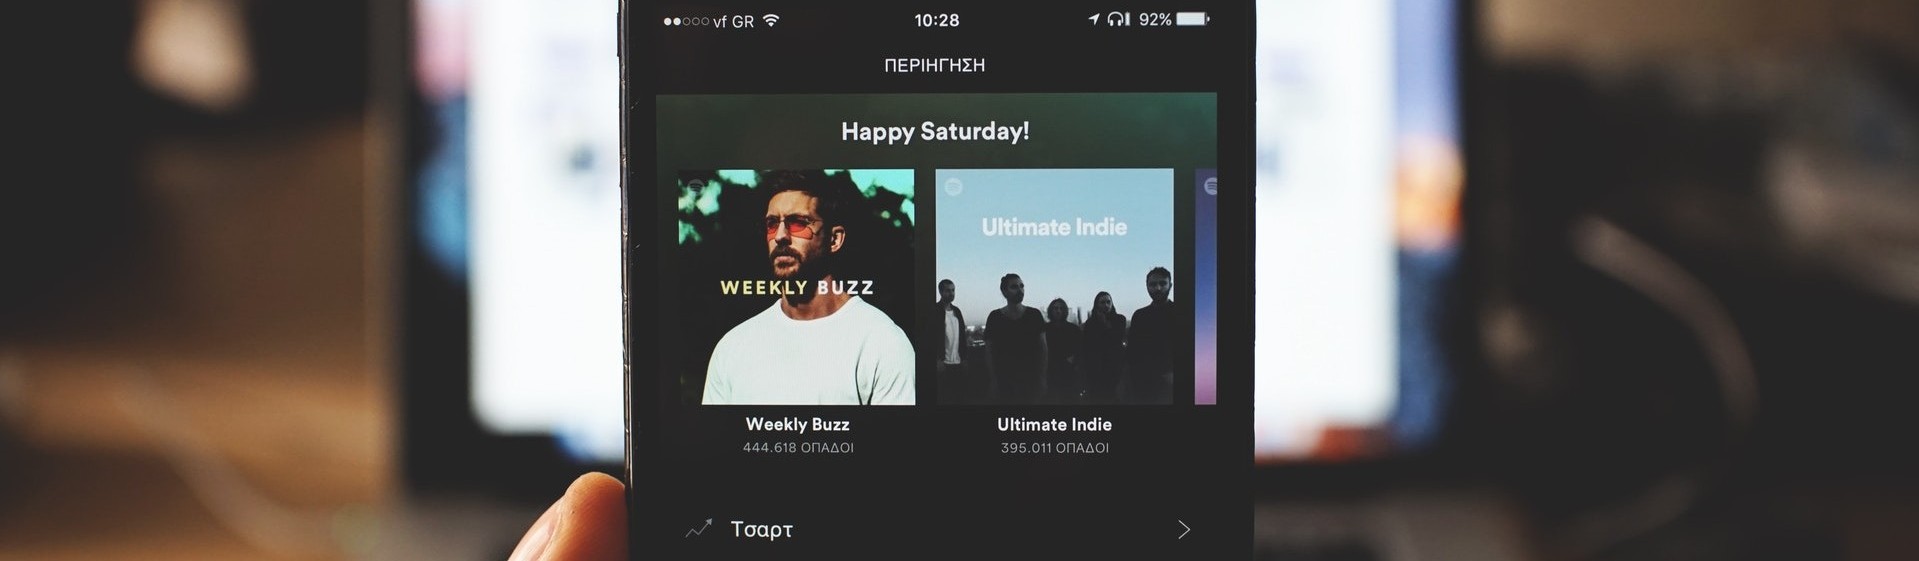 vf GR 10:28 92%
ΠΕΡΙΗΓΗΣΗ
Happy Saturday!
WEEKLY BUZZ
Ultimate Indie
Weekly Buzz
444.618 ΟΠΑΔΟΙ
Ultimate Indie
395.011 ΟΠΑΔΟΙ
Τσαρτ